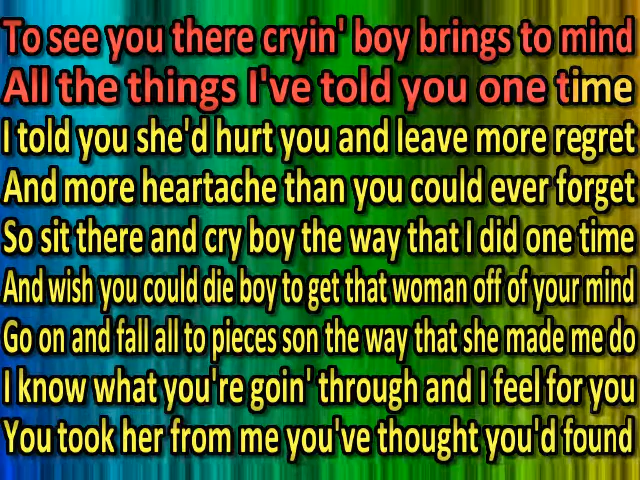 To see you there cryin' boy brings to mind
All the things I've told you one time
I told you she'd hurt you and leave more regret
And more heartache than you could ever forget
So sit there and cry boy the way that I did one time
And wish you could die boy to get that woman off of your mind
Go on and fall all to pieces son the way that she made me do
I know what you're goin' through and I feel for you
You took her from me you've thought you'd found